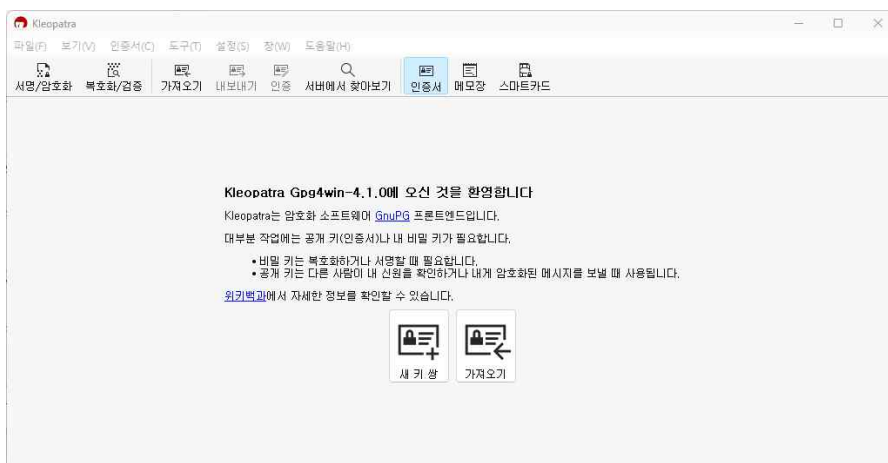 Kleopatra
파일(F) 보기(V) 인증서(C) 도구(T) 설정(S) 창(W) 도움말(H)
서명/암호화 복호화/검증 가져오기 내보내기 인증 서버에서 찾아보기 인증서 메모장 스마트카드
Kleopatra Gpg4win-4.1.0에 오신 것을 환영합니다
Kleopatra는 암호화 소프트웨어 GnuPG 프론트엔드입니다.
대부분 작업에는 공개 키(인증서)나 내 비밀 키가 필요합니다.
• 비밀 키는 복호화하거나 서명할 때 필요합니다.
• 공개 키는 다른 사람이 내 신원을 확인하거나 내게 암호화된 메시지를 보낼 때 사용됩니다.
위키백과에서 자세한 정보를 확인할 수 있습니다.
새 키 쌍 가져오기